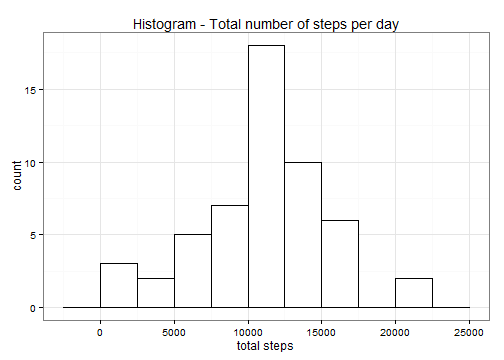 Histogram - Total number of steps per day
count
15
10
5
0
0 5000 10000 15000 20000 25000
total steps